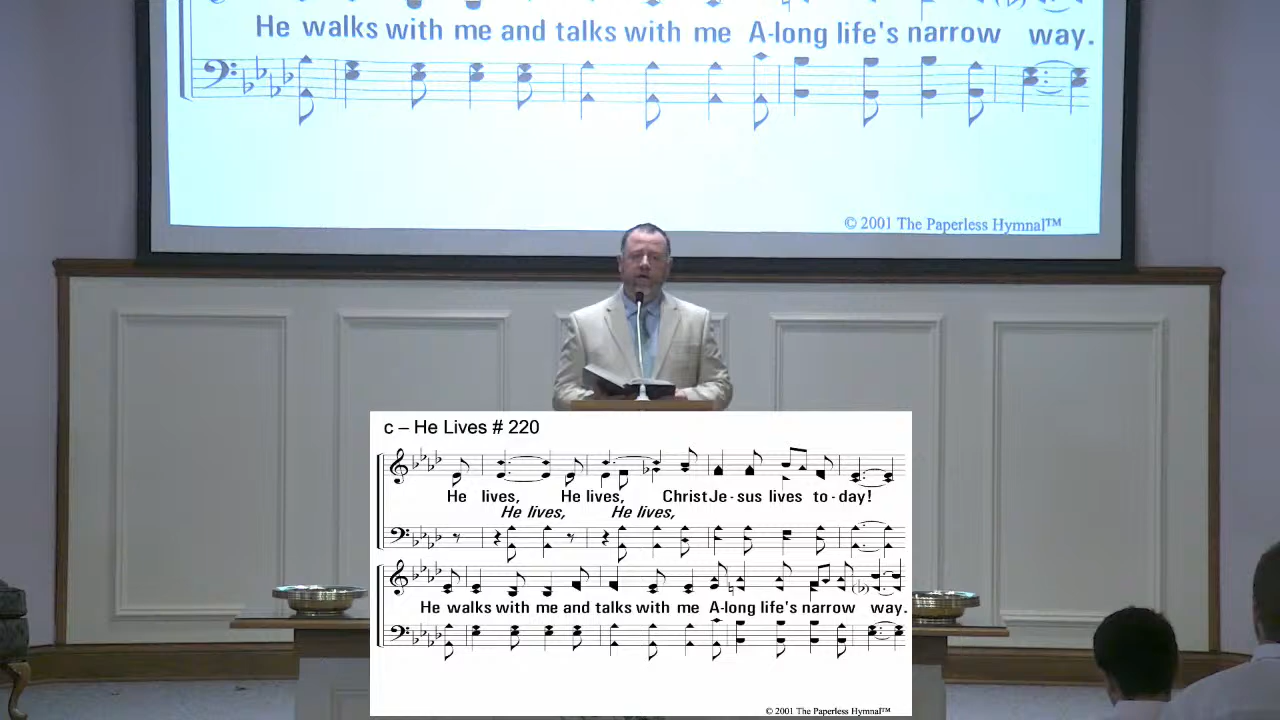 He walks with me and talks with me A-long life's narrow way.
© 2001 The Paperless Hymnal™
c – He Lives # 220
He lives, He lives, Christ Je - sus lives to - day!
He lives, He lives,
He walks with me and talks with me A-long life's narrow way.
© 2001 The Paperless Hymnal™